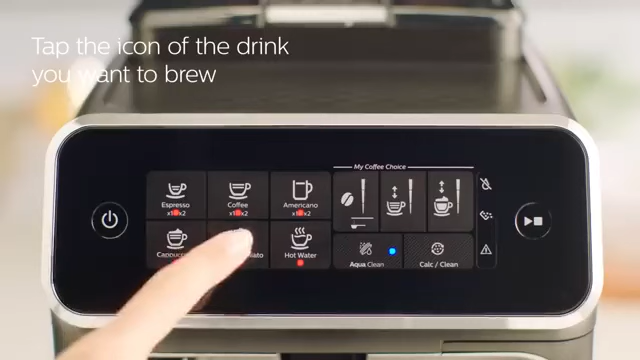 Tap the icon of the drink
you want to brew
My Coffee Choice
Espresso
x1 x2
Coffee
x1 x2
Americano
x1 x2
Hot Water
Aqua Clean
Calc / Clean